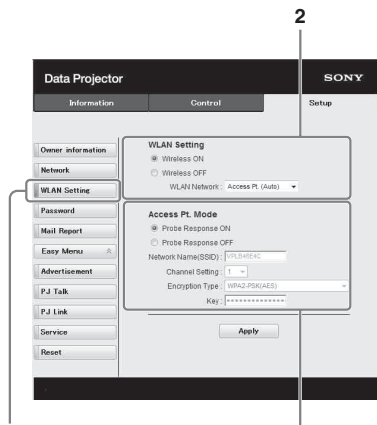 2
Data Projector SONY
Information Control Setup
Owner information
Network
WLAN Setting
Password
Mail Report
Easy Menu
Advertisement
PJ Talk
PJ Link
Service
Reset
WLAN Setting
Wireless ON
Wireless OFF
WLAN Network : Access Pt. (Auto)
Access Pt. Mode
Probe Response ON
Probe Response OFF
Network Name(SSID) :
Channel Setting : 1
Encryption Type : WPA2-PSK(AES)
Key : **************
Apply